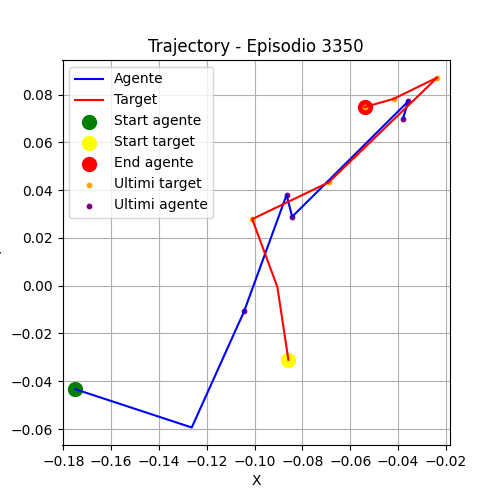 Trajectory - Episodio 3350
Agente
Target
Start agente
Start target
End agente
Ultimi target
Ultimi agente
0.08
0.06
0.04
0.02
0.00
−0.02
−0.04
−0.06
−0.18 −0.16 −0.14 −0.12 −0.10 −0.08 −0.06 −0.04 −0.02
X